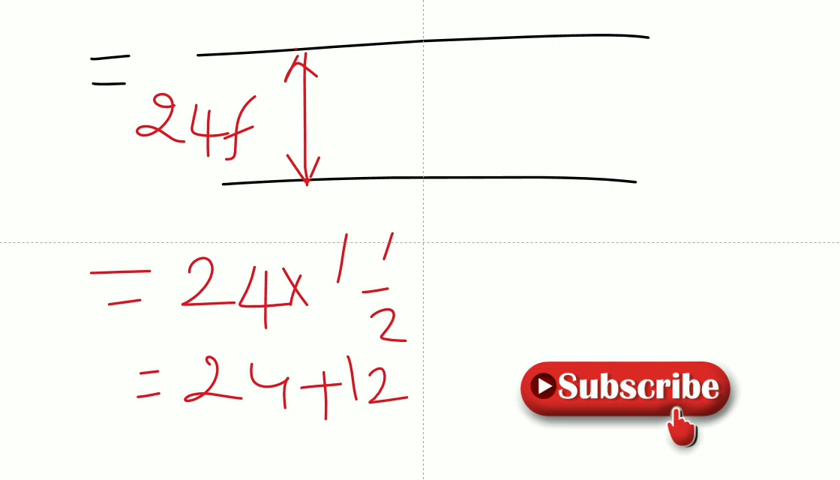 =
24f
= 24x 1 1/2
= 24+12
Subscribe